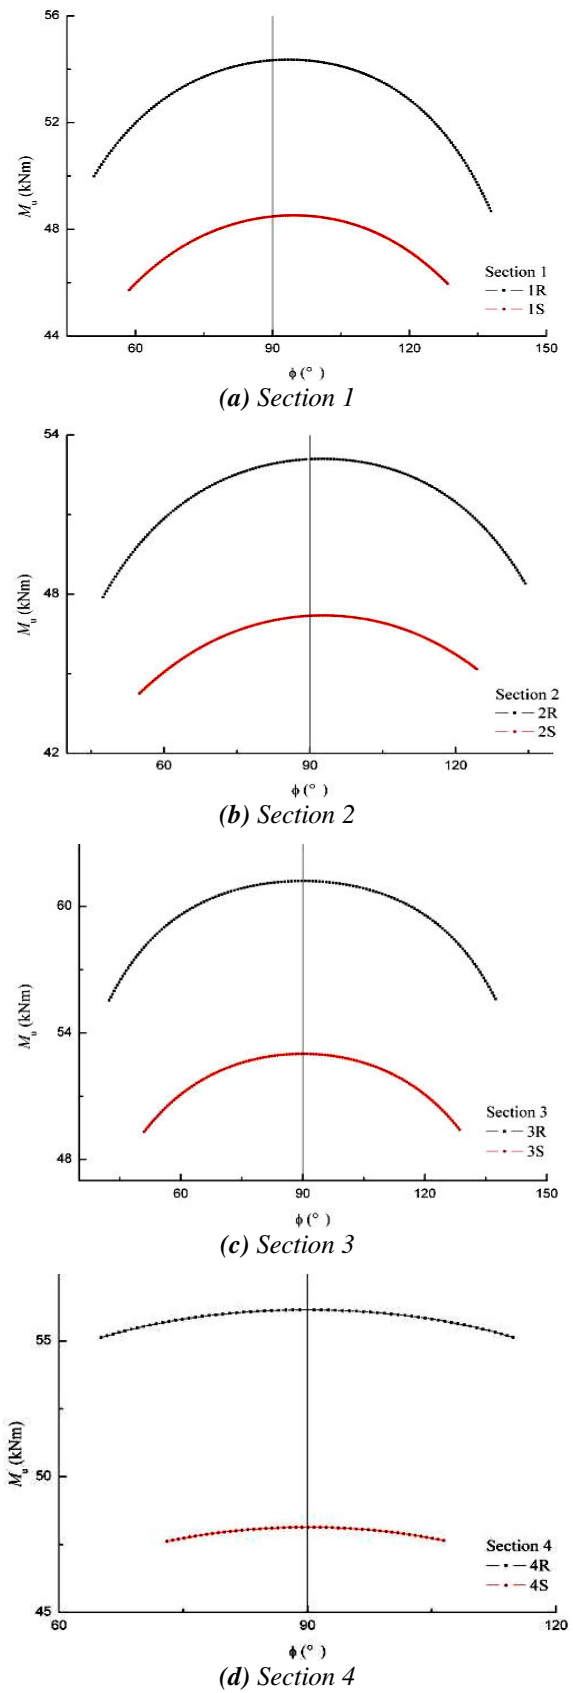 56
52
48
44
M_u (kNm)
Section 1
1R
1S
60 90 120 150
ϕ (° )
(a) Section 1
54
48
42
M_u (kNm)
Section 2
2R
2S
60 90 120
ϕ (° )
(b) Section 2
60
54
48
M_u (kNm)
Section 3
3R
3S
60 90 120 150
ϕ (° )
(c) Section 3
55
50
45
M_u (kNm)
Section 4
4R
4S
60 90 120
ϕ (° )
(d) Section 4